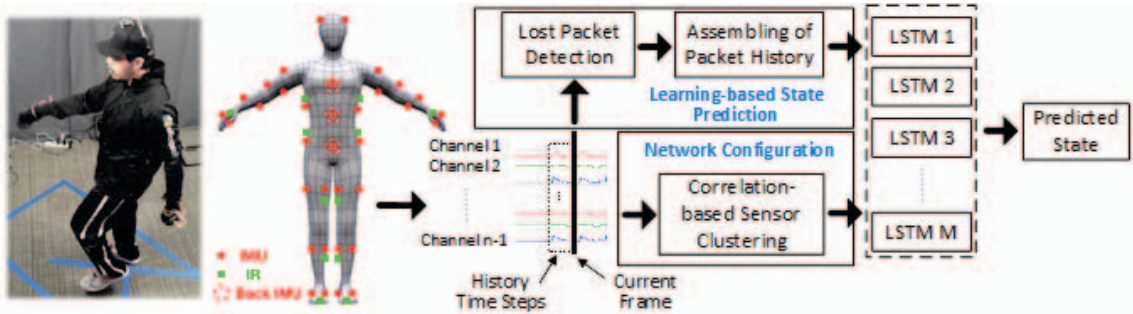 IMU
IR
Back IMU
Channel 1
Channel 2
Channel n-1
History
Time Steps
Current
Frame
Lost Packet
Detection
Assembling of
Packet History
Learning-based State
Prediction
Network Configuration
Correlation-
based Sensor
Clustering
LSTM 1
LSTM 2
LSTM 3
LSTM M
Predicted
State